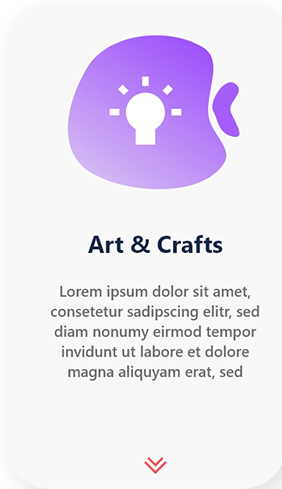 Art & Crafts
Lorem ipsum dolor sit amet,
consetetur sadipscing elitr, sed
diam nonumy eirmod tempor
invidunt ut labore et dolore
magna aliquyam erat, sed